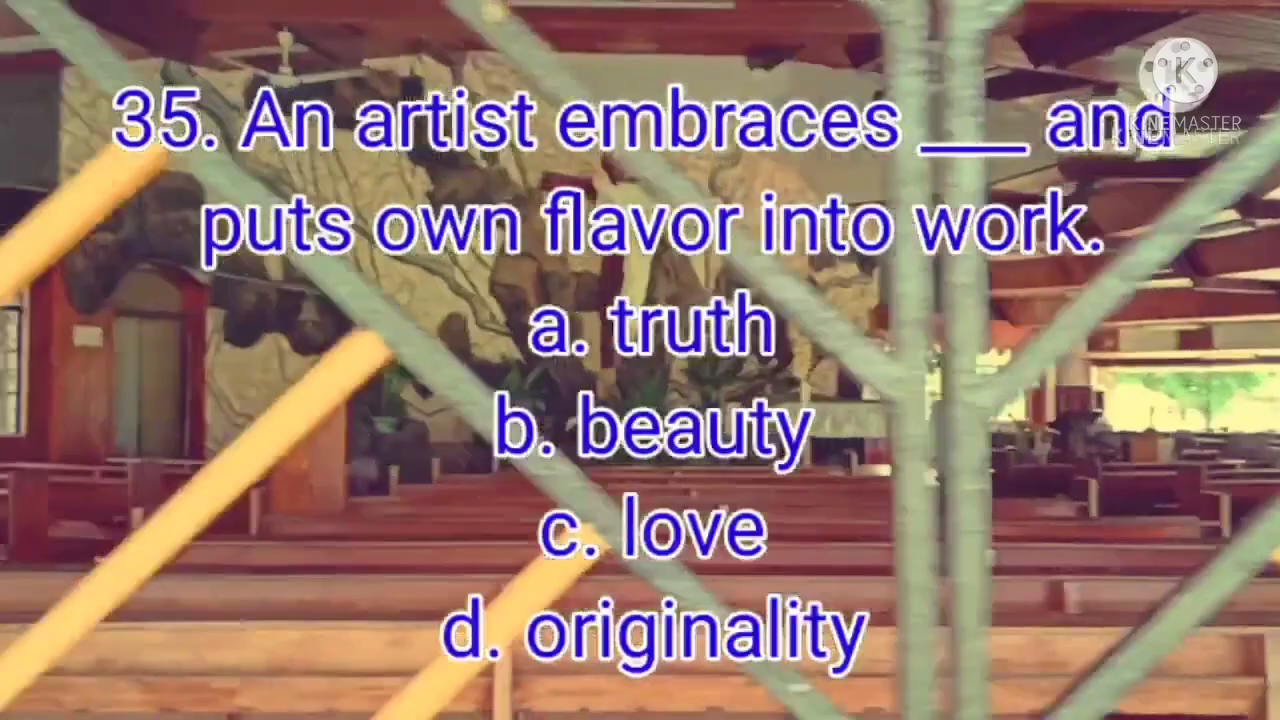 35. An artist embraces ___ and
puts own flavor into work.
a. truth
b. beauty
c. love
d. originality
K
KINEMASTER